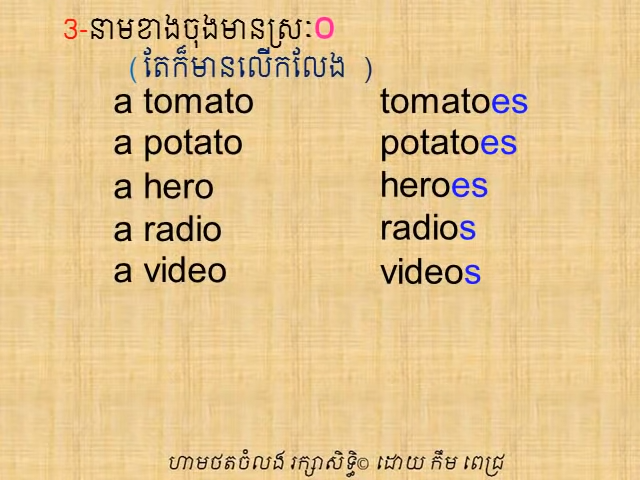 3-នាមខាងចុងមានស្រៈo
( តែក៏មានលើកលែង )
a tomato tomatoes
a potato potatoes
a hero heroes
a radio radios
a video videos
ហាមថតចំលង រក្សាសិទ្ធិ© ដោយ កឹម ពេជ្រ